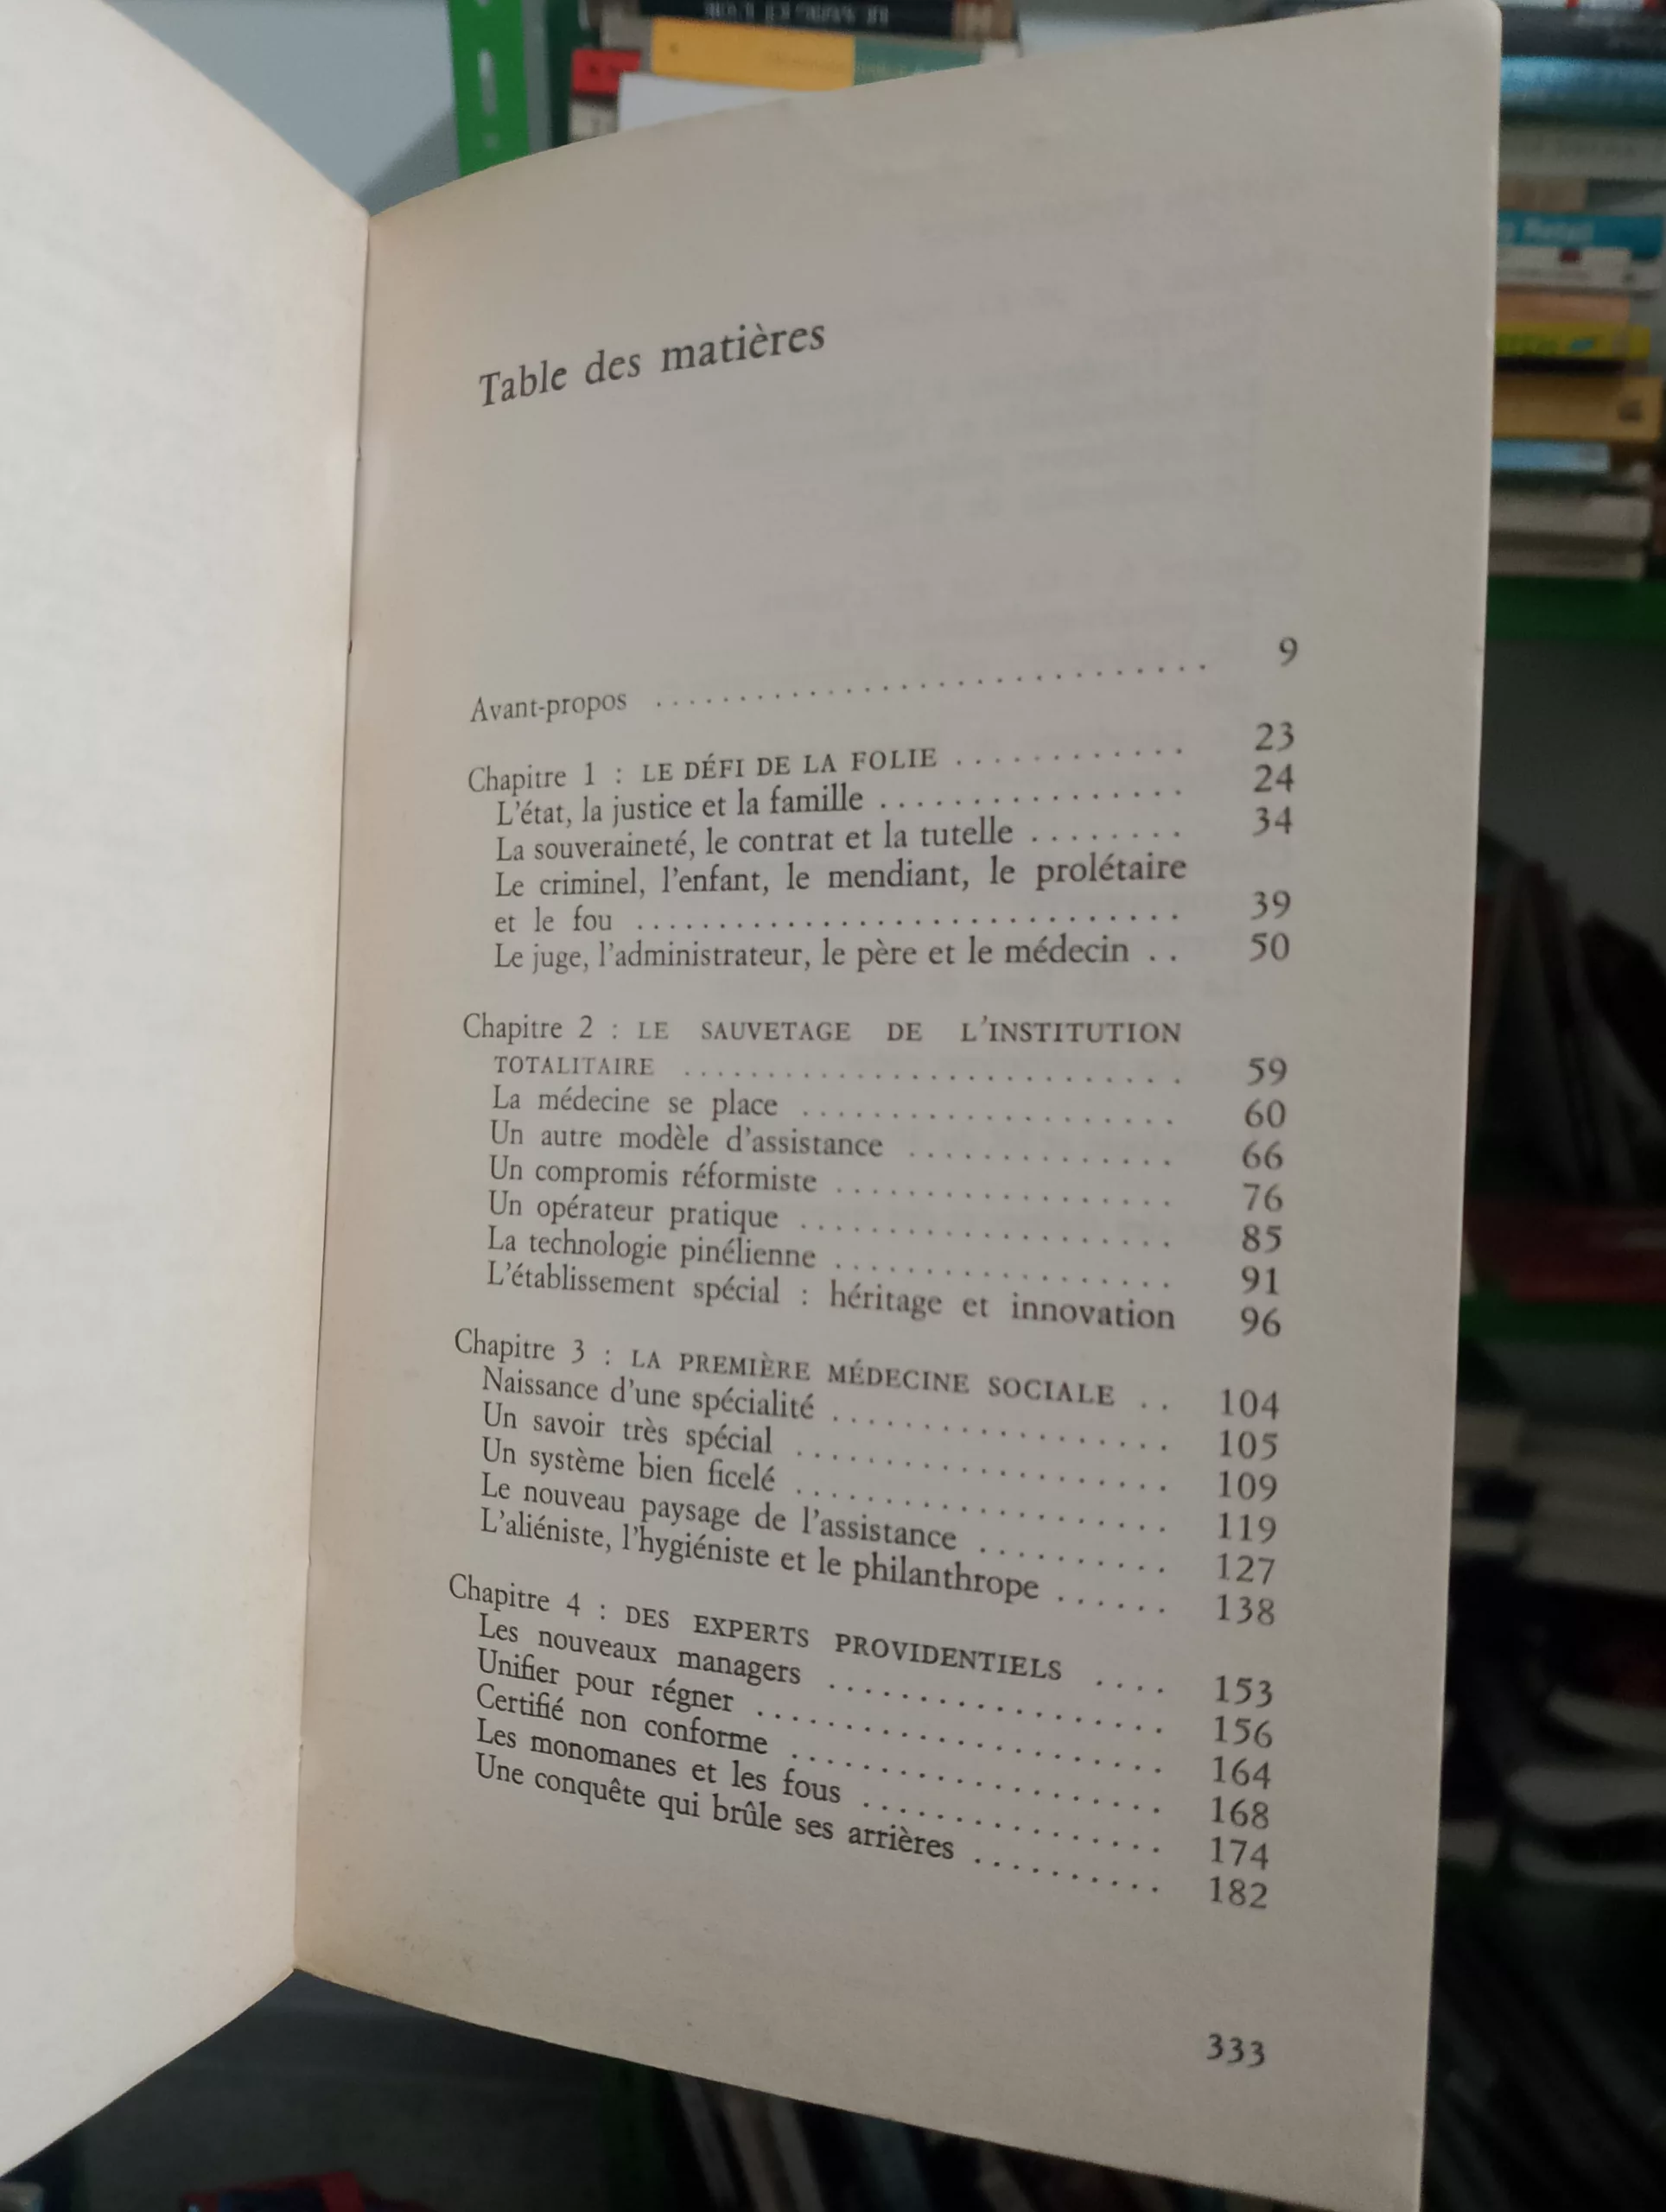 Table des matières
Avant-propos .............................. 9
Chapitre 1 : LE DÉFI DE LA FOLIE ............ 23
L'état, la justice et la famille ................ 24
La souveraineté, le contrat et la tutelle ........ 34
Le criminel, l'enfant, le mendiant, le prolétaire
et le fou ............................ 39
Le juge, l'administrateur, le père et le médecin .. 50
Chapitre 2 : LE SAUVETAGE DE L'INSTITUTION
TOTALITAIRE .......................... 59
La médecine se place .................... 60
Un autre modèle d'assistance .............. 66
Un compromis réformiste .................. 76
Un opérateur pratique .................... 85
La technologie pinélienne .................. 91
L'établissement spécial : héritage et innovation 96
Chapitre 3 : LA PREMIÈRE MÉDECINE SOCIALE .. 104
Naissance d'une spécialité ................ 105
Un savoir très spécial .................... 109
Un système bien ficelé .................... 119
Le nouveau paysage de l'assistance .......... 127
L'aliéniste, l'hygiéniste et le philanthrope ...... 138
Chapitre 4 : DES EXPERTS PROVIDENTIELS .... 153
Les nouveaux managers .................. 156
Unifier pour régner ...................... 164
Certifié non conforme .................... 168
Les monomanes et les fous ................ 174
Une conquête qui brûle ses arrières .......... 182
333